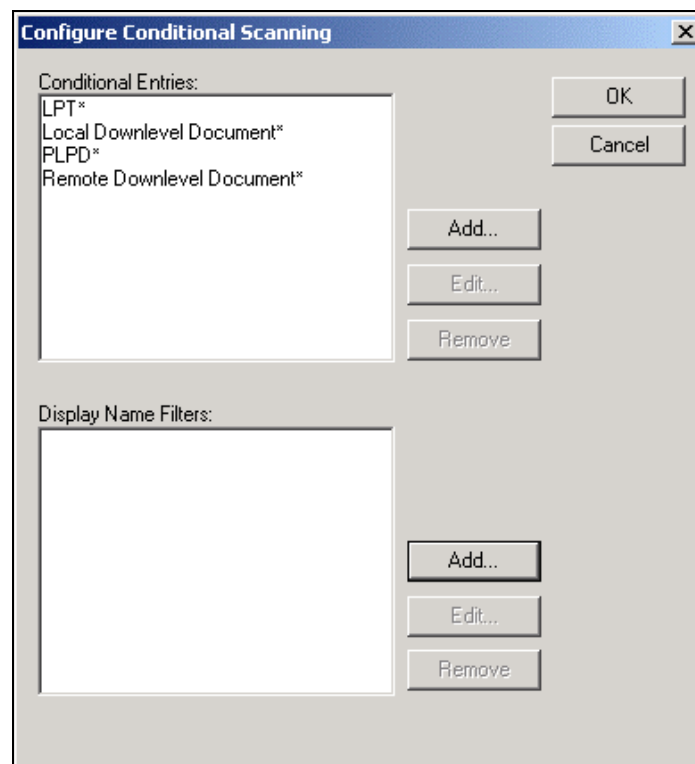 Configure Conditional Scanning
Conditional Entries:
LPT*
Local Downlevel Document*
PLPD*
Remote Downlevel Document*
OK
Cancel
Add...
Edit...
Remove
Display Name Filters:
Add...
Edit...
Remove